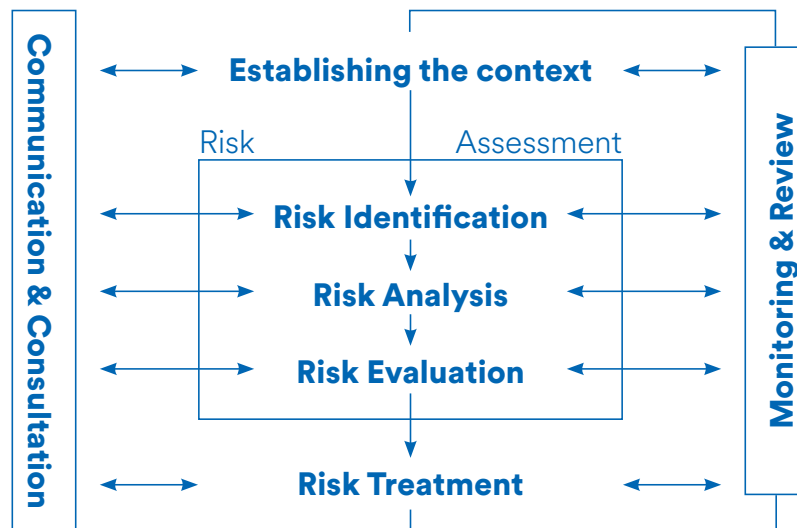 Communication & Consultation
Establishing the context
Risk Assessment
Risk Identification
Risk Analysis
Risk Evaluation
Risk Treatment
Monitoring & Review